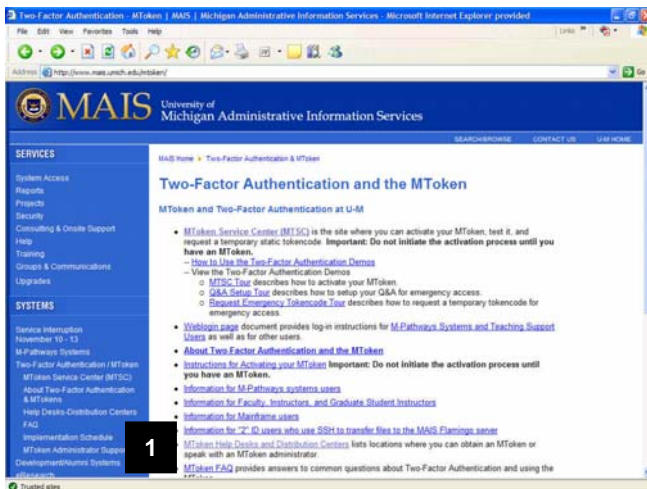 Two-Factor Authentication - MToken | MAIS | Michigan Administrative Information Services - Microsoft Internet Explorer provided
File Edit View Favorites Tools Help
Links
Address http://www.mais.umich.edu/mtoken/
Go
MAIS University of
Michigan Administrative Information Services
SEARCH/BROWSE CONTACT US U-M HOME
SERVICES
System Access
Reports
Projects
Security
Consulting & Onsite Support
Help
Training
Groups & Communications
Upgrades
SYSTEMS
Service Interruption
November 10 - 13
M-Pathways Systems
Two-Factor Authentication / MToken
MToken Service Center (MTSC)
About Two-Factor Authentication
& MTokens
Help Desks-Distribution Centers
FAQ
Implementation Schedule
MToken Administrator Support
Development/Alumni Systems
eResearch
1
MAIS Home Two-Factor Authentication & MToken
Two-Factor Authentication and the MToken
MToken and Two-Factor Authentication at U-M
MToken Service Center (MTSC) is the site where you can activate your MToken, test it, and
request a temporary static tokencode. Important: Do not initiate the activation process until you
have an MToken.
-- How to Use the Two-Factor Authentication Demos
-- View the Two-Factor Authentication Demos
MTSC Tour describes how to activate your MToken.
Q&A Setup Tour describes how to setup your Q&A for emergency access.
Request Emergency Tokencode Tour describes how to request a temporary tokencode for
emergency access.
Weblogin page document provides log-in instructions for M-Pathways Systems and Teaching Support
Users as well as for other users.
About Two Factor Authentication and the MToken
Instructions for Activating your MToken Important: Do not initiate the activation process until
you have an MToken.
Information for M-Pathways systems users
Information for Faculty, Instructors, and Graduate Student Instructors
Information for Mainframe users
Information for "2" ID users who use SSH to transfer files to the MAIS Flamingo server
MToken Help Desks and Distribution Centers lists locations where you can obtain an MToken or
speak with an MToken administrator.
MToken FAQ provides answers to common questions about Two-Factor Authentication and using the
MToken.
Trusted sites